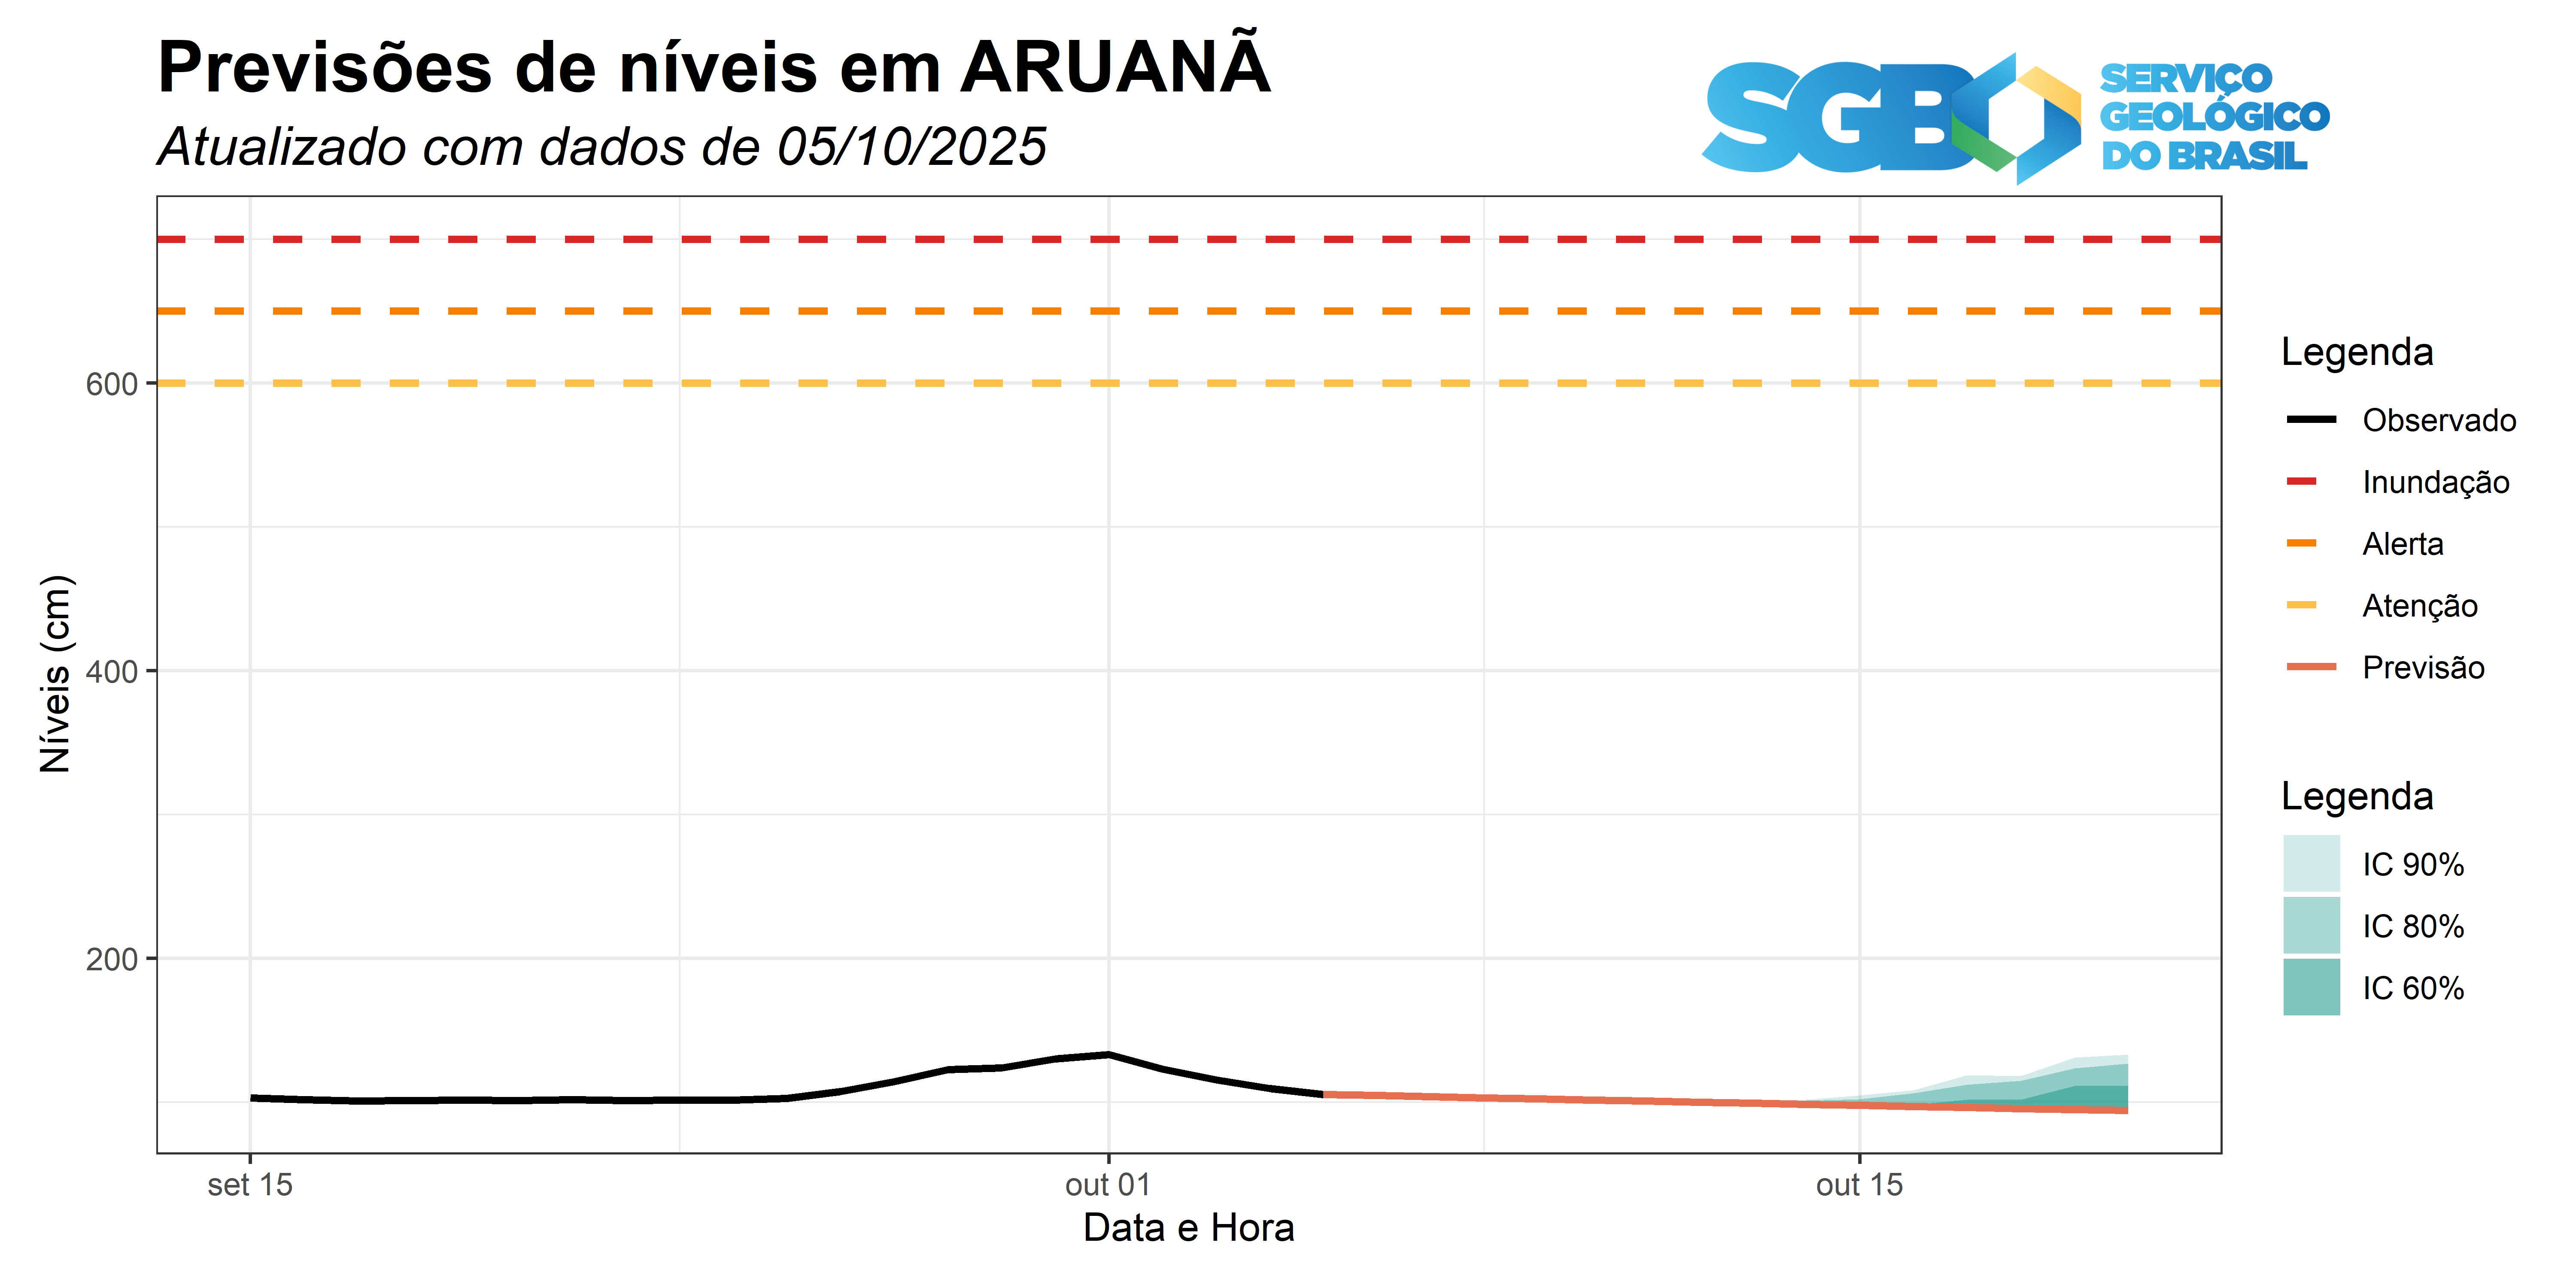 Previsões de níveis em ARUANÃ
Atualizado com dados de 05/10/2025
SGB
SERVIÇO
GEOLÓGICO
DO BRASIL
Níveis (cm)
600
400
200
set 15
out 01
out 15
Data e Hora
Legenda
Observado
Inundação
Alerta
Atenção
Previsão
Legenda
IC 90%
IC 80%
IC 60%